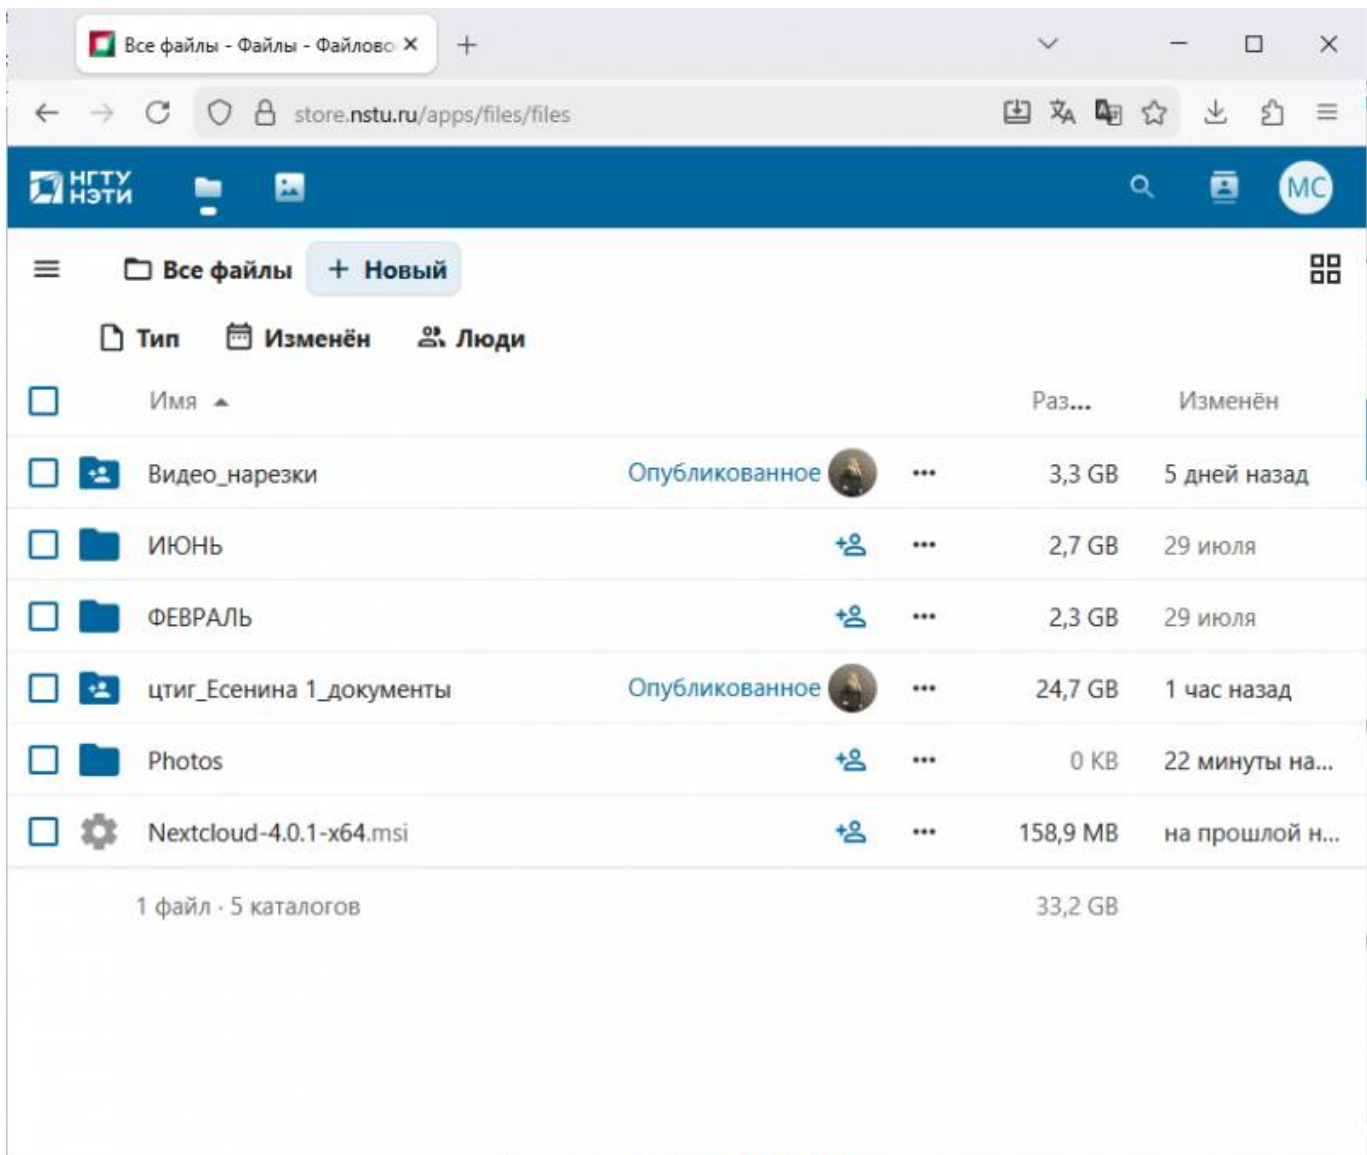 Все файлы - Файлы - Файлово
store.nstu.ru/apps/files/files
НГТУ
НЭТИ
МС
Все файлы + Новый
Тип Изменён Люди
Имя Раз... Изменён
Видео_нарезки Опубликованное ... 3,3 GB 5 дней назад
ИЮНЬ ... 2,7 GB 29 июля
ФЕВРАЛЬ ... 2,3 GB 29 июля
цтиг_Есенина 1_документы Опубликованное ... 24,7 GB 1 час назад
Photos ... 0 KB 22 минуты на...
Nextcloud-4.0.1-x64.msi ... 158,9 MB на прошлой н...
1 файл · 5 каталогов 33,2 GB